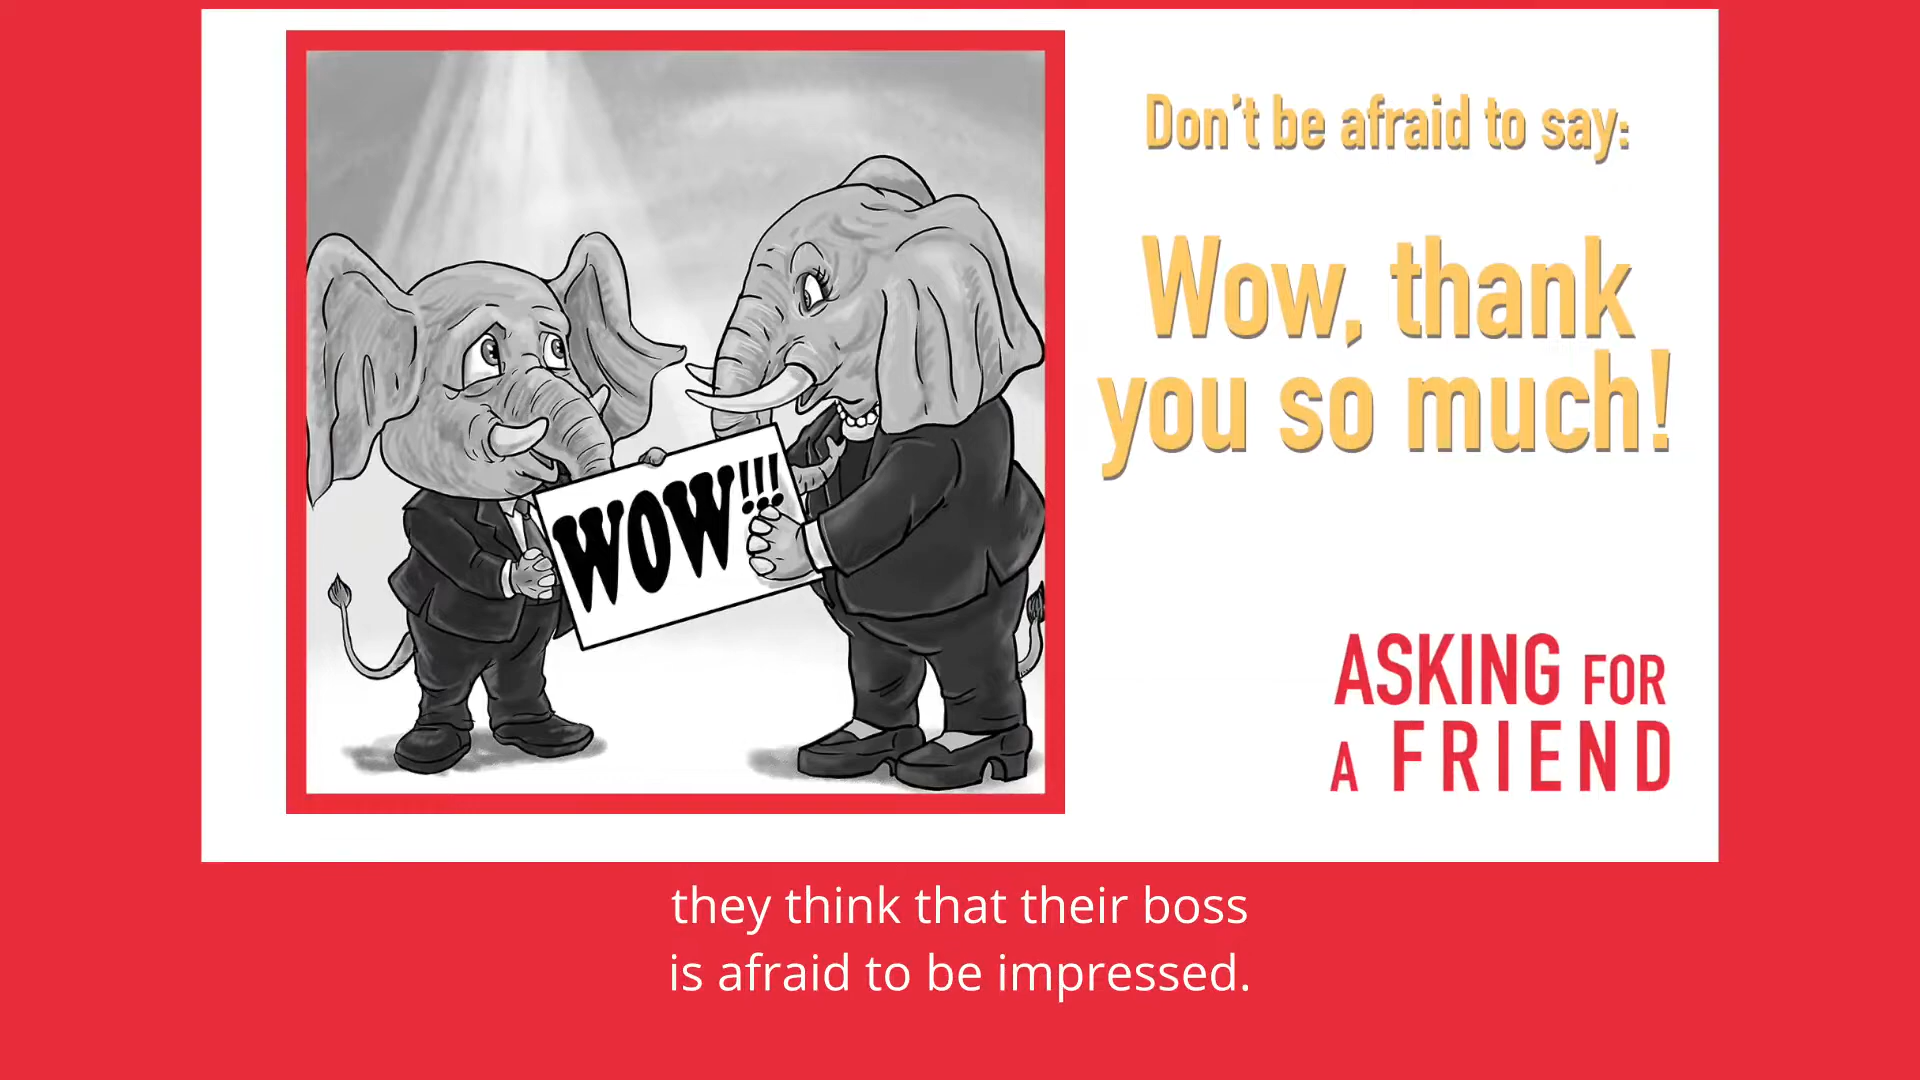 WOW!!!
Don't be afraid to say:
Wow, thank
you so much!
ASKING FOR
A FRIEND
they think that their boss
is afraid to be impressed.